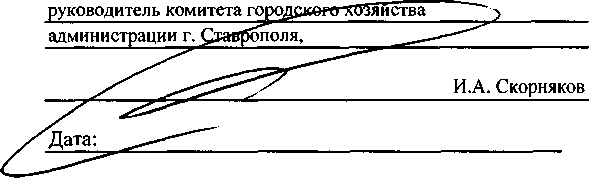 руководитель комитета городского хозяйства
администрации г. Ставрополя,
И.А. Скорняков
Дата: